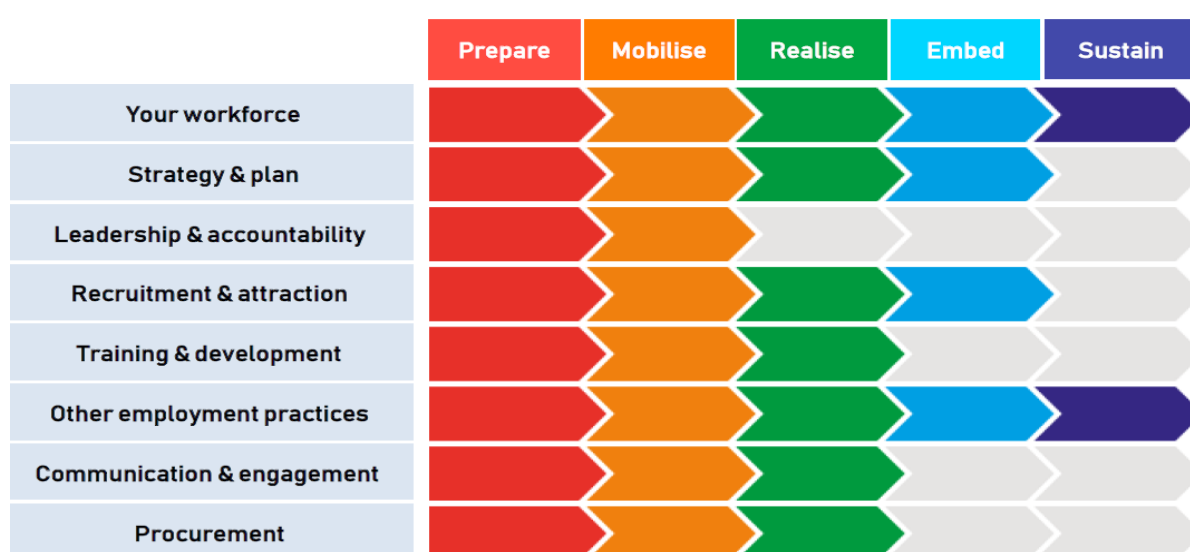 Prepare Mobilise Realise Embed Sustain
Your workforce
Strategy & plan
Leadership & accountability
Recruitment & attraction
Training & development
Other employment practices
Communication & engagement
Procurement